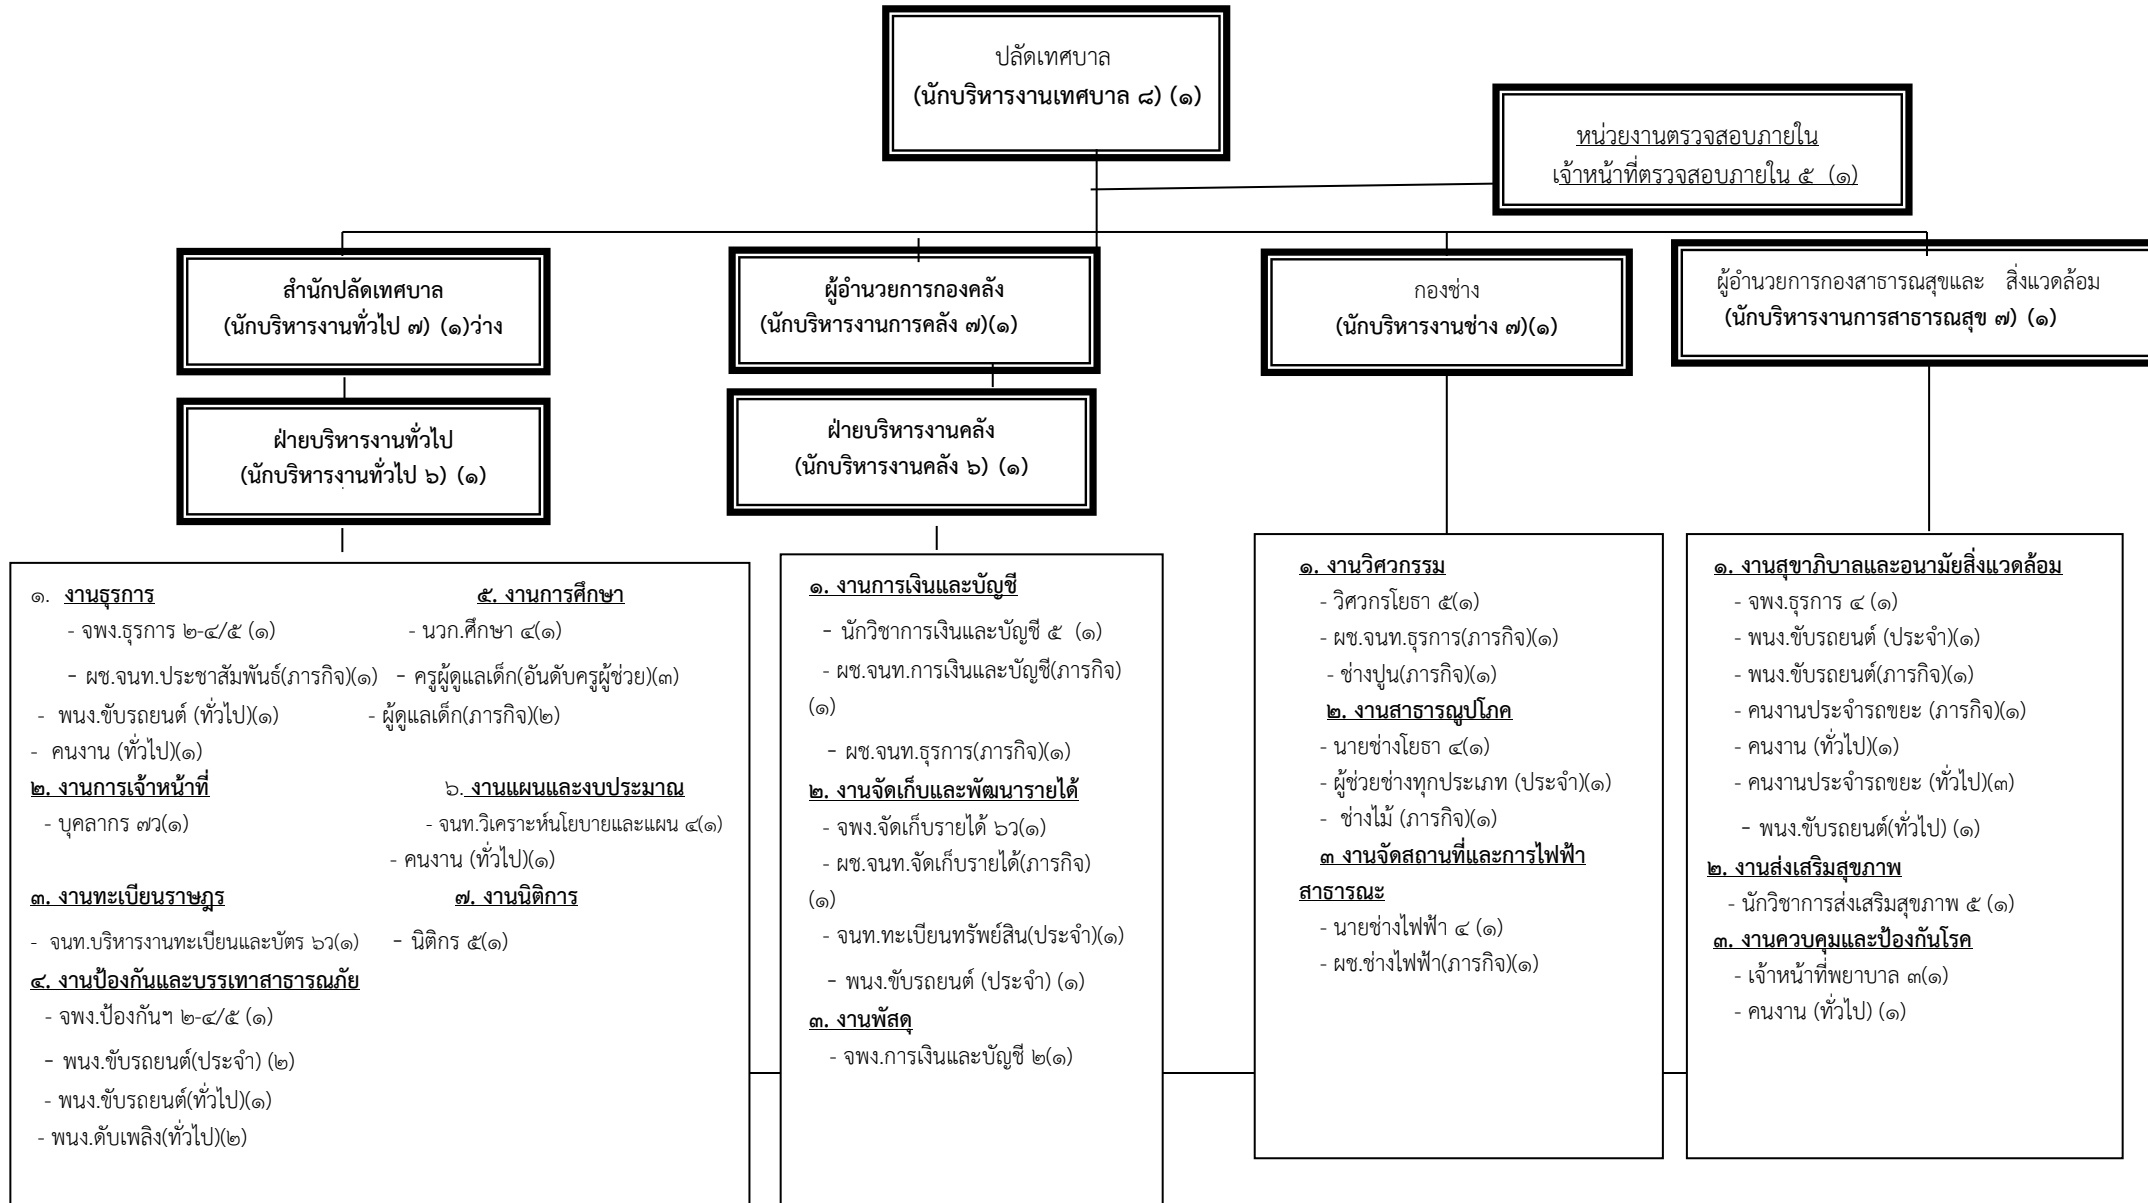 ปลัดเทศบาล
(นักบริหารงานเทศบาล ๘) (๑)
หน่วยงานตรวจสอบภายใน
เจ้าหน้าที่ตรวจสอบภายใน ๕ (๑)
สำนักปลัดเทศบาล
(นักบริหารงานทั่วไป ๗) (๑)ว่าง
ผู้อำนวยการกองคลัง
(นักบริหารงานการคลัง ๗)(๑)
กองช่าง
(นักบริหารงานช่าง ๗)(๑)
ผู้อำนวยการกองสาธารณสุขและ สิ่งแวดล้อม
(นักบริหารงานการสาธารณสุข ๗) (๑)
ฝ่ายบริหารงานทั่วไป
(นักบริหารงานทั่วไป ๖) (๑)
ฝ่ายบริหารงานคลัง
(นักบริหารงานคลัง ๖) (๑)
๑. งานธุรการ
- จพง.ธุรการ ๒-๔/๕ (๑)
- ผช.จนท.ประชาสัมพันธ์(ภารกิจ)(๑)
- พนง.ขับรถยนต์ (ทั่วไป)(๑)
- คนงาน (ทั่วไป)(๑)
๒. งานการเจ้าหน้าที่
- บุคลากร ๗ว(๑)
๓. งานทะเบียนราษฎร
- จนท.บริหารงานทะเบียนและบัตร ๖ว(๑)
๔. งานป้องกันและบรรเทาสาธารณภัย
- จพง.ป้องกันฯ ๒-๔/๕ (๑)
- พนง.ขับรถยนต์(ประจำ) (๒)
- พนง.ขับรถยนต์(ทั่วไป)(๑)
- พนง.ดับเพลิง(ทั่วไป)(๒)
๕. งานการศึกษา
- นวก.ศึกษา ๔(๑)
- ครูผู้ดูแลเด็ก(อันดับครูผู้ช่วย)(๓)
- ผู้ดูแลเด็ก(ภารกิจ)(๒)
๖. งานแผนและงบประมาณ
- จนท.วิเคราะห์นโยบายและแผน ๔(๑)
- คนงาน (ทั่วไป)(๑)
๗. งานนิติการ
- นิติกร ๕(๑)
๑. งานการเงินและบัญชี
- นักวิชาการเงินและบัญชี ๕ (๑)
- ผช.จนท.การเงินและบัญชี(ภารกิจ)
(๑)
- ผช.จนท.ธุรการ(ภารกิจ)(๑)
๒. งานจัดเก็บและพัฒนารายได้
- จพง.จัดเก็บรายได้ ๖ว(๑)
- ผช.จนท.จัดเก็บรายได้(ภารกิจ)
(๑)
- จนท.ทะเบียนทรัพย์สิน(ประจำ)(๑)
- พนง.ขับรถยนต์ (ประจำ) (๑)
๓. งานพัสดุ
- จพง.การเงินและบัญชี ๒(๑)
๑. งานวิศวกรรม
- วิศวกรโยธา ๕(๑)
- ผช.จนท.ธุรการ(ภารกิจ)(๑)
- ช่างปูน(ภารกิจ)(๑)
๒. งานสาธารณูปโภค
- นายช่างโยธา ๔(๑)
- ผู้ช่วยช่างทุกประเภท (ประจำ)(๑)
- ช่างไม้ (ภารกิจ)(๑)
๓ งานจัดสถานที่และการไฟฟ้า
สาธารณะ
- นายช่างไฟฟ้า ๔ (๑)
- ผช.ช่างไฟฟ้า(ภารกิจ)(๑)
๑. งานสุขาภิบาลและอนามัยสิ่งแวดล้อม
- จพง.ธุรการ ๔ (๑)
- พนง.ขับรถยนต์ (ประจำ)(๑)
- พนง.ขับรถยนต์(ภารกิจ)(๑)
- คนงานประจำรถขยะ (ภารกิจ)(๑)
- คนงาน (ทั่วไป)(๑)
- คนงานประจำรถขยะ (ทั่วไป)(๓)
- พนง.ขับรถยนต์(ทั่วไป) (๑)
๒. งานส่งเสริมสุขภาพ
- นักวิชาการส่งเสริมสุขภาพ ๕ (๑)
๓. งานควบคุมและป้องกันโรค
- เจ้าหน้าที่พยาบาล ๓(๑)
- คนงาน (ทั่วไป) (๑)